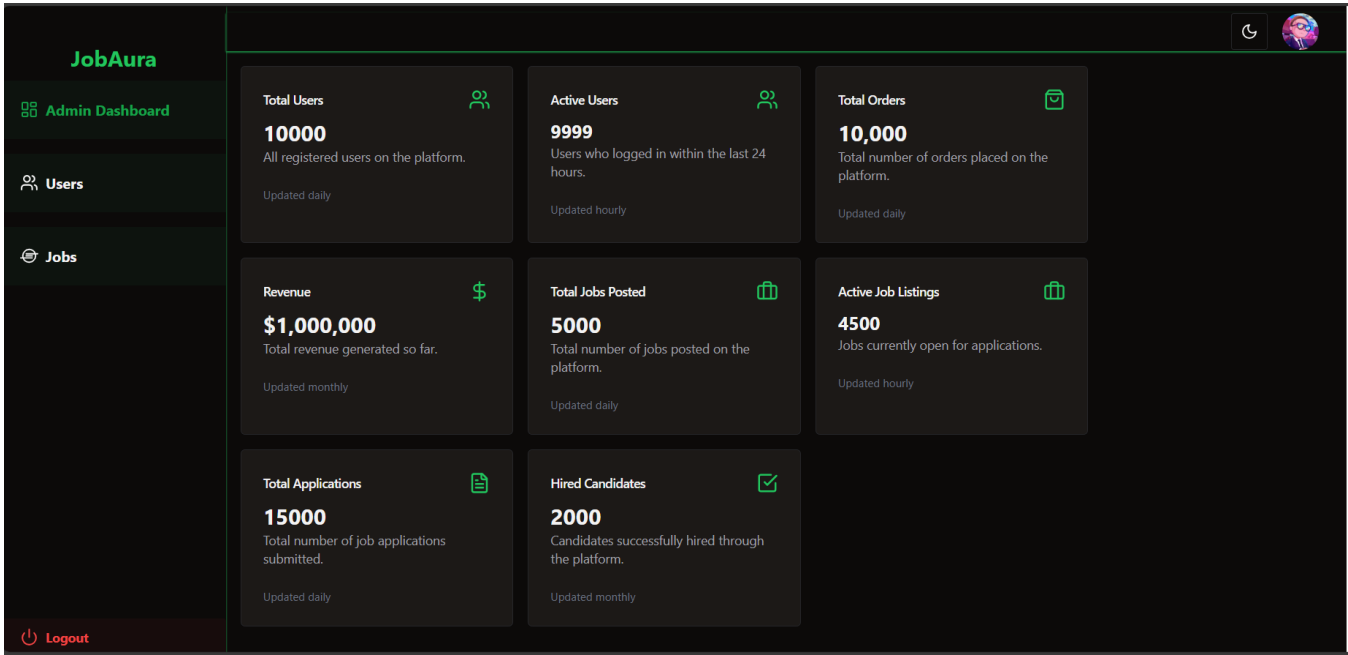 JobAura
Admin Dashboard
Users
Jobs
Logout
Total Users
10000
All registered users on the platform.
Updated daily
Active Users
9999
Users who logged in within the last 24
hours.
Updated hourly
Total Orders
10,000
Total number of orders placed on the
platform.
Updated daily
Revenue
$1,000,000
Total revenue generated so far.
Updated monthly
Total Jobs Posted
5000
Total number of jobs posted on the
platform.
Updated daily
Active Job Listings
4500
Jobs currently open for applications.
Updated hourly
Total Applications
15000
Total number of job applications
submitted.
Updated daily
Hired Candidates
2000
Candidates successfully hired through
the platform.
Updated monthly